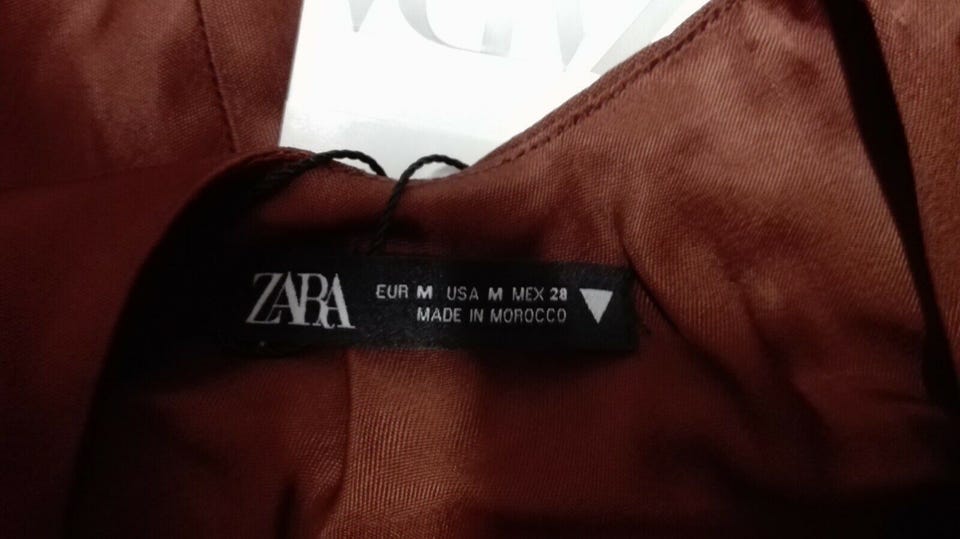 ZARA
EUR M USA M MEX 28
MADE IN MOROCCO